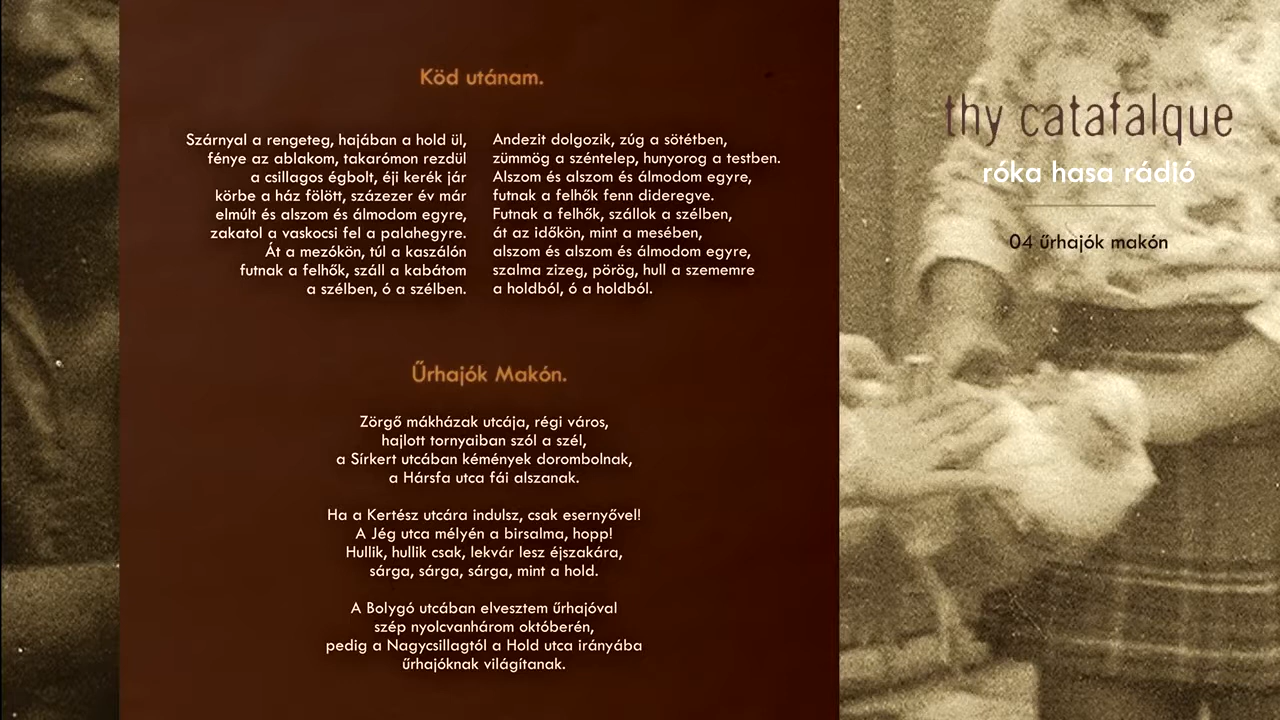 Köd utánam.
Szárnyal a rengeteg, hajában a hold ül,
fénye az ablakom, takarómon rezdül
a csillagos égbolt, éji kerék jár
körbe a ház fölött, százezer év már
elmúlt és alszom és álmodom egyre,
zakatol a vaskocsi fel a palahegyre.
Át a mezókön, túl a kaszálón
futnak a felhők, száll a kabátom
a szélben, ó a szélben.
Andezit dolgozik, zúg a sötétben,
zümmög a széntelep, hunyorog a testben.
Alszom és alszom és álmodom egyre,
futnak a felhők fenn dideregve.
Futnak a felhők, szállok a szélben,
át az időkön, mint a mesében,
alszom és alszom és álmodom egyre,
szalma zizeg, pörög, hull a szememre
a holdból, ó a holdból.
Űrhajók Makón.
Zörgő mákházak utcája, régi város,
hajlott tornyaiban szól a szél,
a Sírkert utcában kémények dorombolnak,
a Hársfa utca fái alszanak.
Ha a Kertész utcára indulsz, csak esernyővel!
A Jég utca mélyén a birsalma, hopp!
Hullik, hullik csak, lekvár lesz éjszakára,
sárga, sárga, sárga, mint a hold.
A Bolygó utcában elvesztem űrhajóval
szép nyolcvanhárom októberén,
pedig a Nagycsillagtól a Hold utca irányába
űrhajóknak világítanak.
thy catafalque
róka hasa rádió
04 űrhajók makón